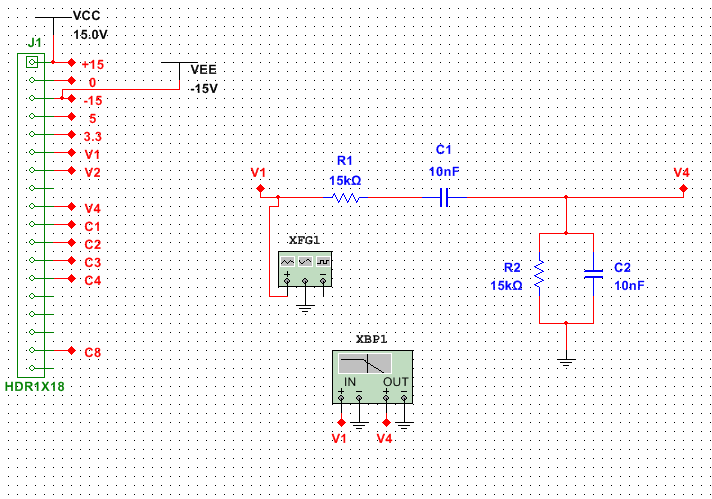 VCC
15.0V
J1
VEE
-15V
+15
0
-15
5
3.3
V1
V2
V4
C1
C2
C3
C4
C8
HDR1X18
V1
R1
15kΩ
C1
10nF
V4
XFG1
+
−
R2
15kΩ
C2
10nF
XBP1
IN OUT
+ − + −
V1 V4